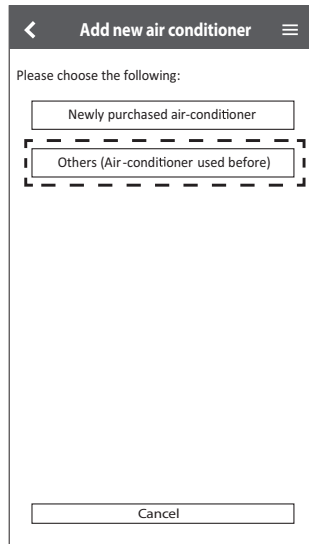 Add new air conditioner
Please choose the following:
Newly purchased air-conditioner
Others (Air-conditioner used before)
Cancel